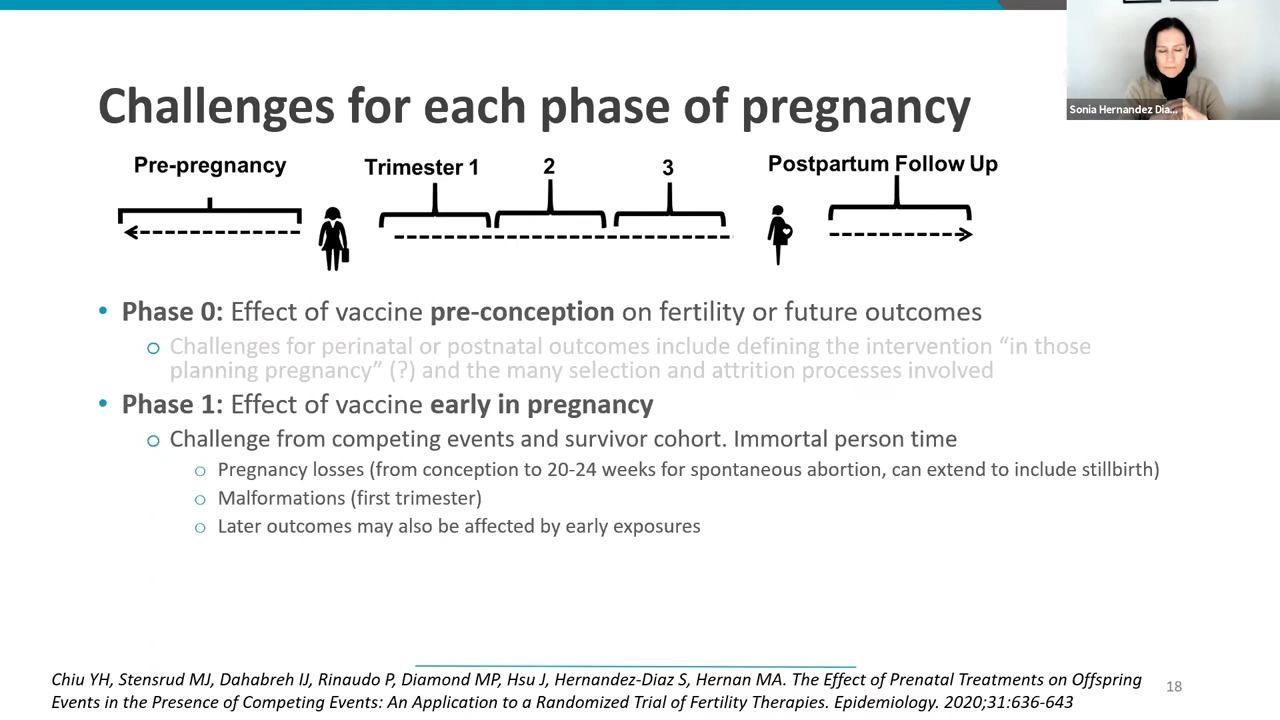 Sonia Hernandez Dia...
Challenges for each phase of pregnancy
Pre-pregnancy
Trimester 1
2
3
Postpartum Follow Up
• Phase 0: Effect of vaccine pre-conception on fertility or future outcomes
o Challenges for perinatal or postnatal outcomes include defining the intervention “in those
planning pregnancy” (?) and the many selection and attrition processes involved
• Phase 1: Effect of vaccine early in pregnancy
o Challenge from competing events and survivor cohort. Immortal person time
o Pregnancy losses (from conception to 20-24 weeks for spontaneous abortion, can extend to include stillbirth)
o Malformations (first trimester)
o Later outcomes may also be affected by early exposures
Chiu YH, Stensrud MJ, Dahabreh IJ, Rinaudo P, Diamond MP, Hsu J, Hernandez-Diaz S, Hernan MA. The Effect of Prenatal Treatments on Offspring
Events in the Presence of Competing Events: An Application to a Randomized Trial of Fertility Therapies. Epidemiology. 2020;31:636-643
18